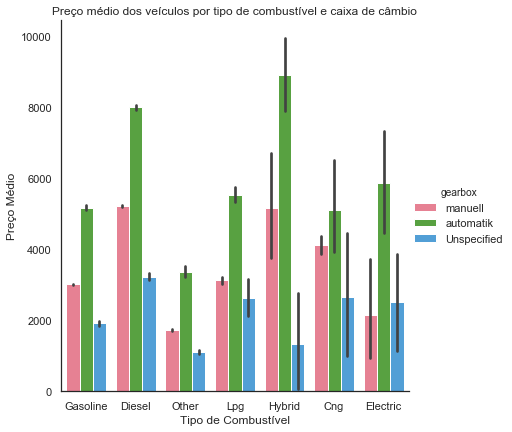 Preço médio dos veículos por tipo de combustível e caixa de câmbio
10000
8000
6000
4000
2000
0
Preço Médio
Gasoline Diesel Other Lpg Hybrid Cng Electric
Tipo de Combustível
gearbox
manuell
automatik
Unspecified